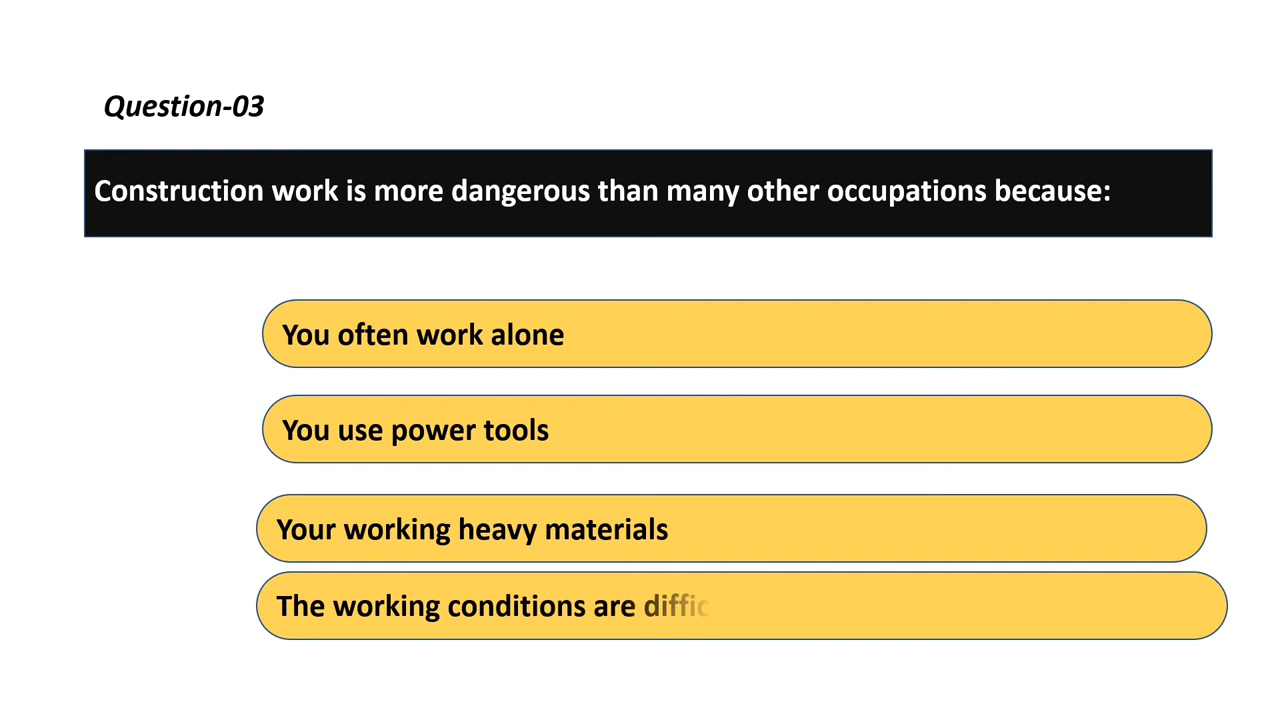 Question-03
Construction work is more dangerous than many other occupations because:
You often work alone
You use power tools
Your working heavy materials
The working conditions are